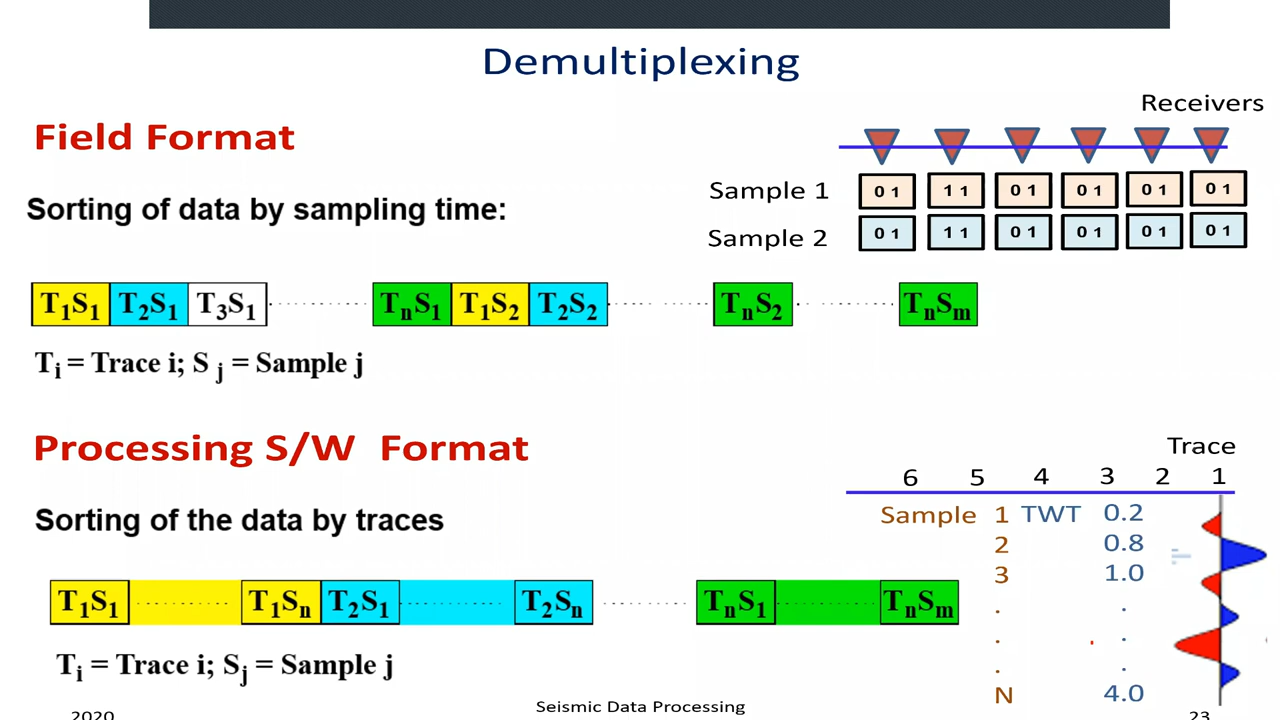 Demultiplexing
Receivers
Field Format
Sample 1 0 1 1 1 0 1 0 1 0 1 0 1
Sorting of data by sampling time:
Sample 2 0 1 1 1 0 1 0 1 0 1 0 1
T1S1 T2S1 T3S1 ........... TnS1 T1S2 T2S2 ........... TnS2 ........... TnSm
Ti = Trace i; S j = Sample j
Processing S/W Format
Trace
6 5 4 3 2 1
Sorting of the data by traces
Sample 1 TWT 0.2
2 0.8
3 1.0
. .
. .
. .
N 4.0
T1S1 ........... T1Sn T2S1 ........... T2Sn ........... TnS1 ........... TnSm
Ti = Trace i; Sj = Sample j
2020
Seismic Data Processing
23